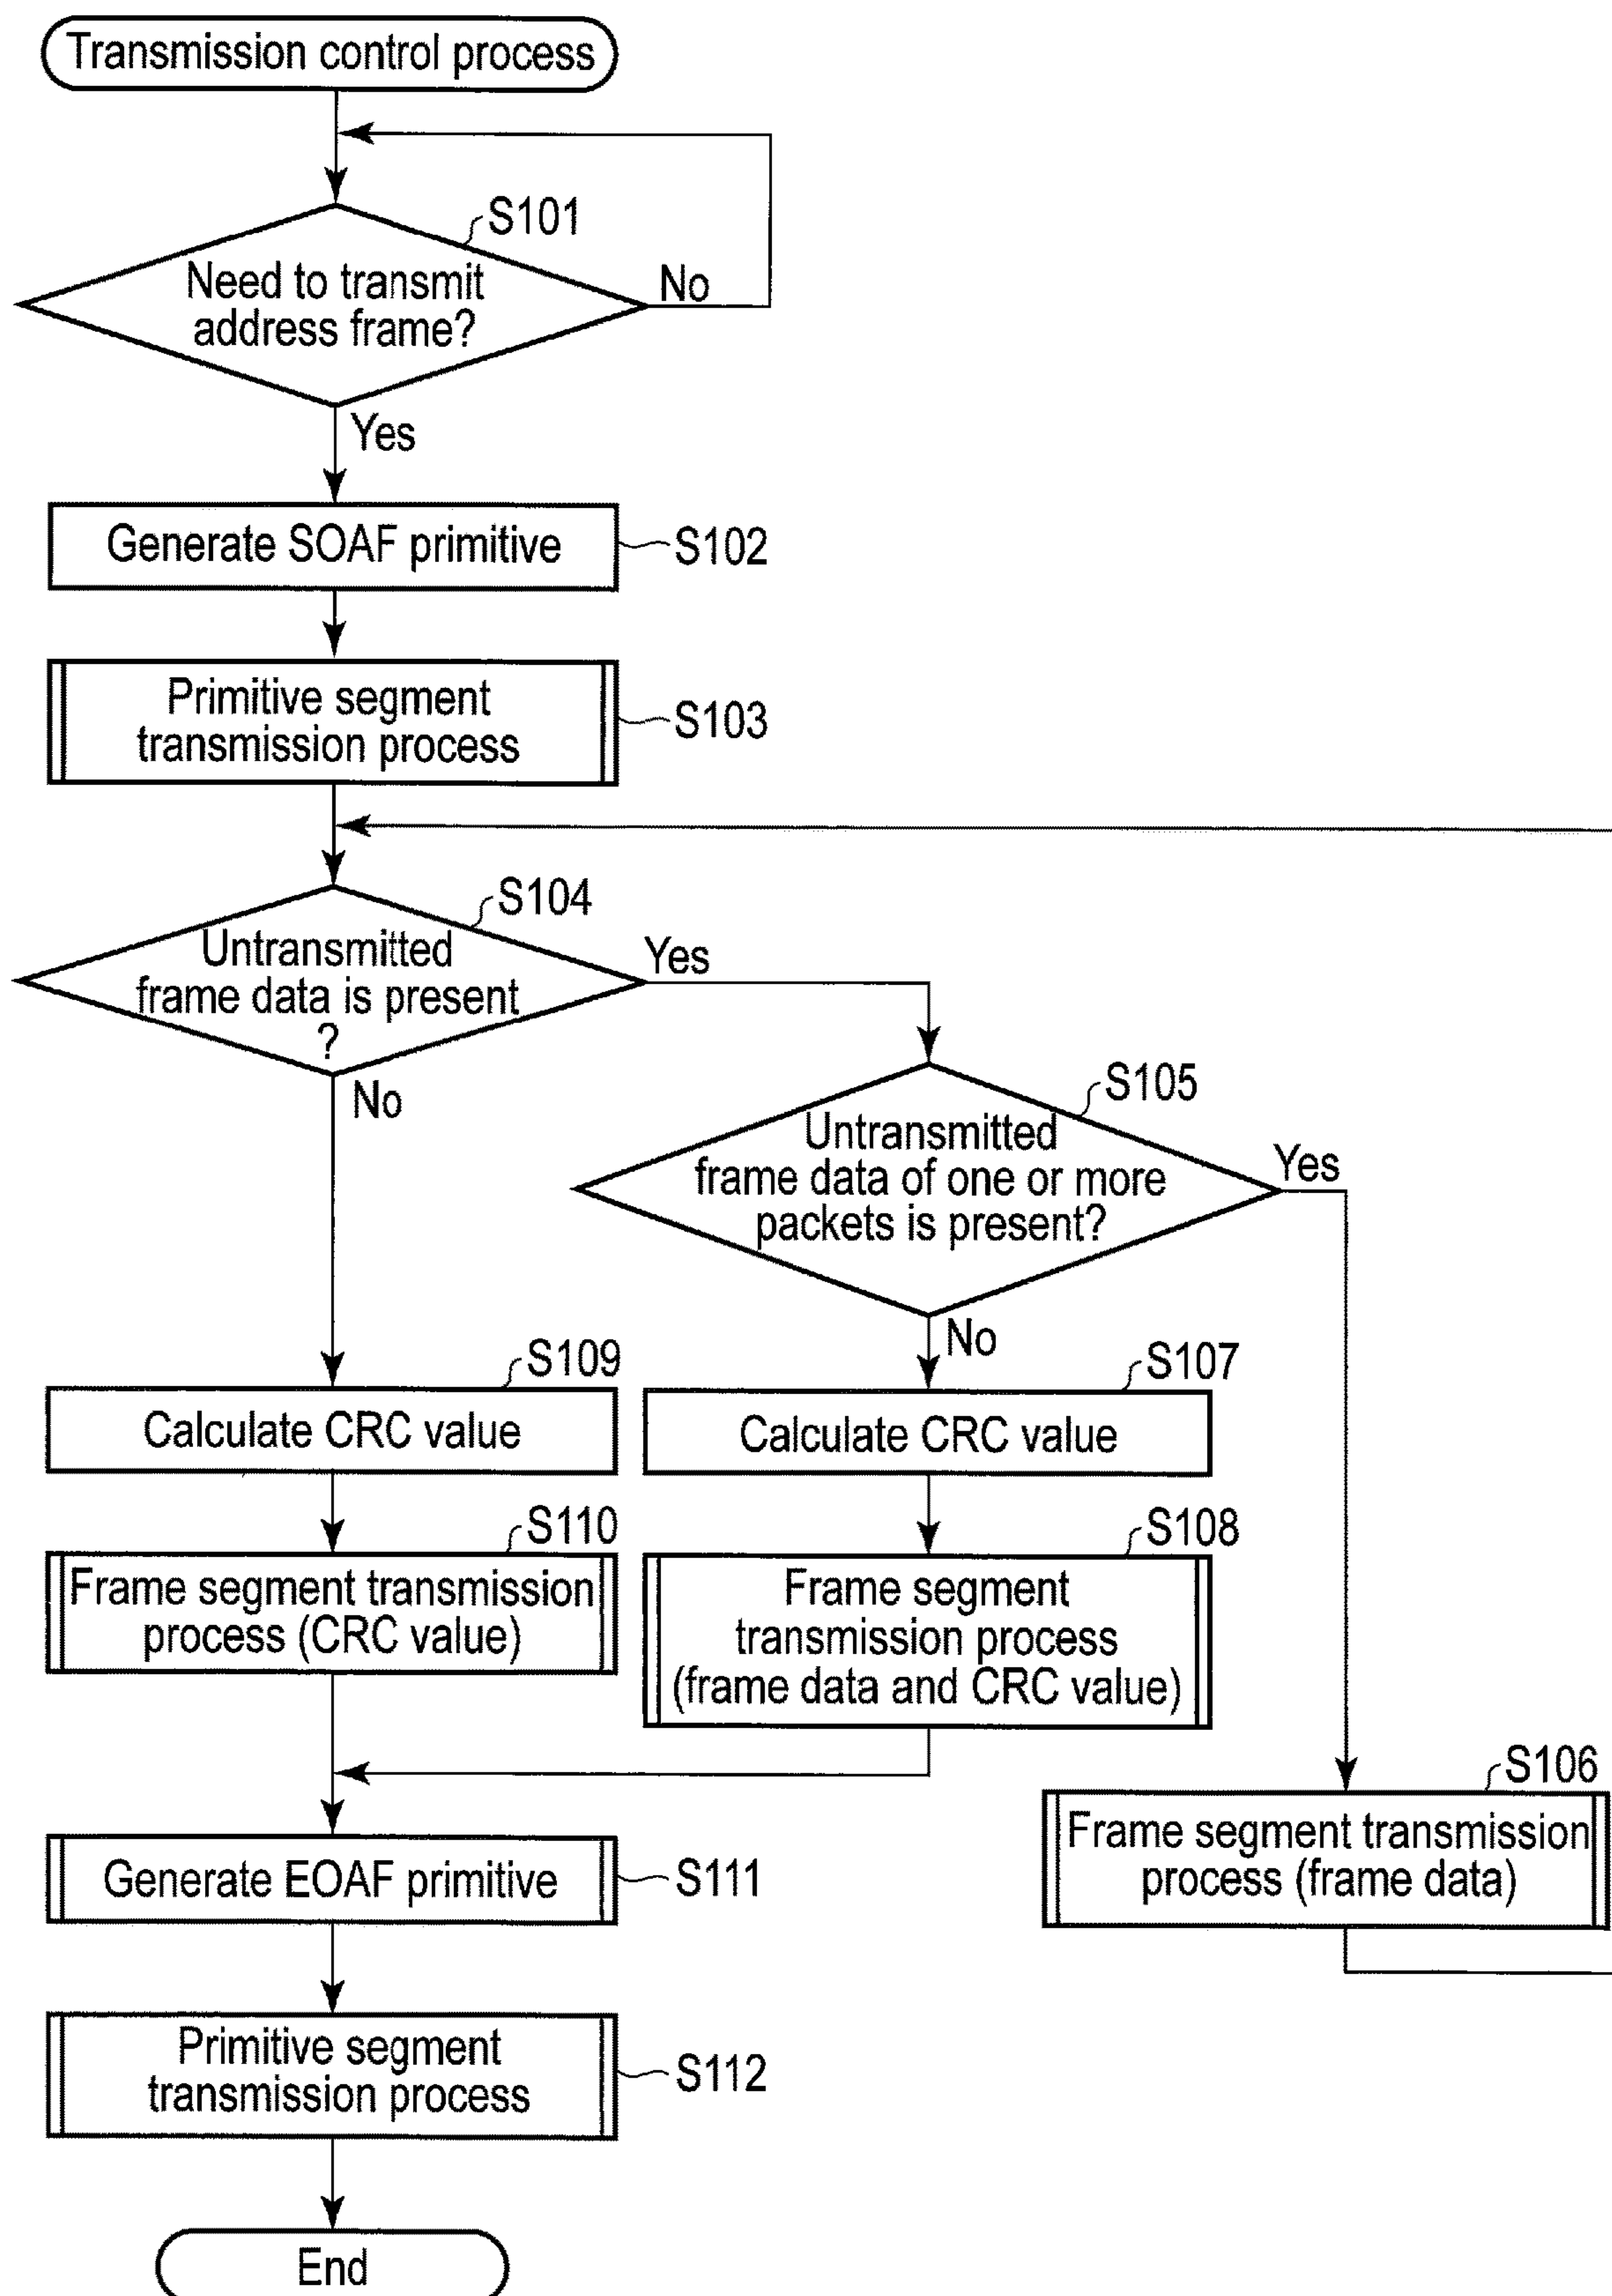 Transmission control process
S101
Need to transmit
address frame?
No
Yes
Generate SOAF primitive
S102
Primitive segment
transmission process
S103
S104
Untransmitted
frame data is present
?
Yes
No
S105
Untransmitted
frame data of one or more
packets is present?
Yes
No
S109
Calculate CRC value
S107
Calculate CRC value
S110
Frame segment transmission
process (CRC value)
S108
Frame segment
transmission process
(frame data and CRC value)
S106
Frame segment transmission
process (frame data)
Generate EOAF primitive
S111
Primitive segment
transmission process
S112
End